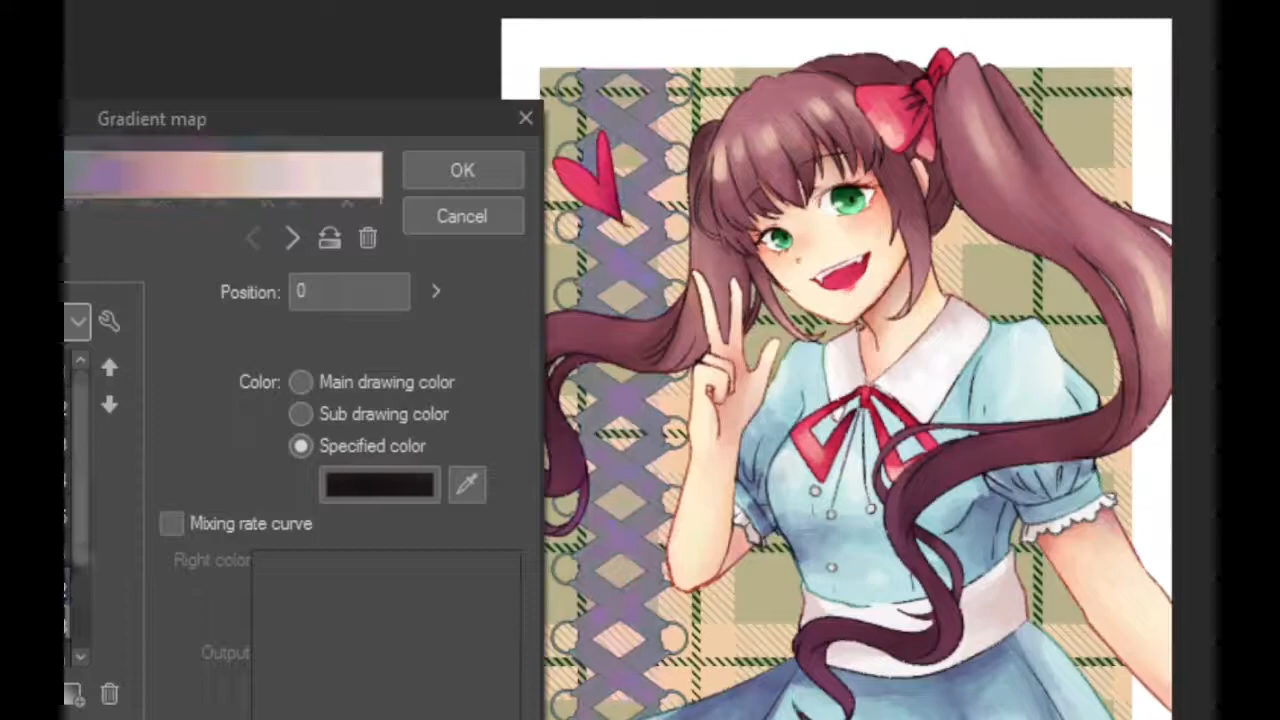 Gradient map
OK
Cancel
Position: 0
Color: Main drawing color
Sub drawing color
Specified color
Mixing rate curve
Right color
Output